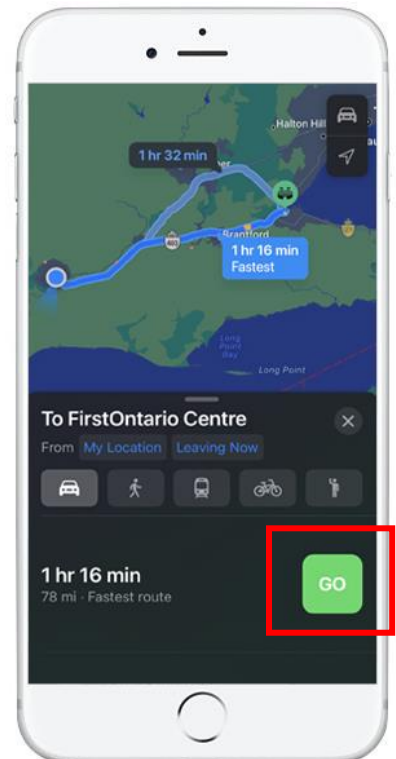 Halton Hill
1 hr 32 min
Brantford
403
1 hr 16 min
Fastest
Long
Point
Bay
Long Point
To FirstOntario Centre
From My Location Leaving Now
1 hr 16 min
78 mi · Fastest route
GO